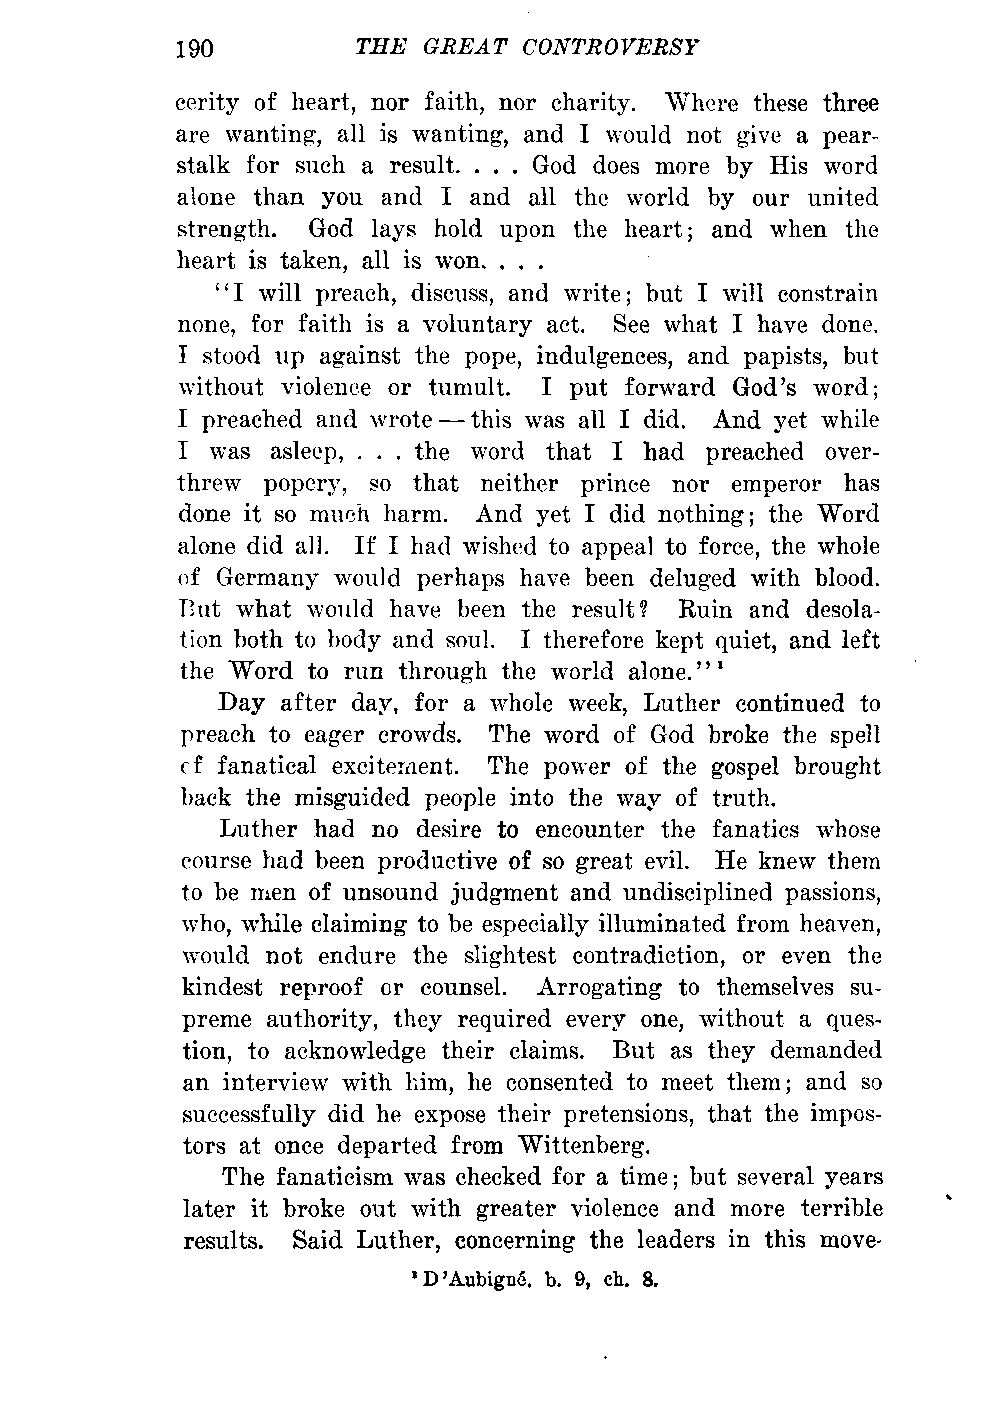 190 THE GREAT CONTROVERSY
cerity of heart, nor faith, nor charity. Where these three
are wanting, all is wanting, and I would not give a pear-
stalk for such a result. . . . God does more by His word
alone than you and I and all the world by our united
strength. God lays hold upon the heart; and when the
heart is taken, all is won. . . .
"I will preach, discuss, and write; but I will constrain
none, for faith is a voluntary act. See what I have done.
I stood up against the pope, indulgences, and papists, but
without violence or tumult. I put forward God's word;
I preached and wrote — this was all I did. And yet while
I was asleep, . . . the word that I had preached over-
threw popery, so that neither prince nor emperor has
done it so much harm. And yet I did nothing; the Word
alone did all. If I had wished to appeal to force, the whole
of Germany would perhaps have been deluged with blood.
But what would have been the result? Ruin and desola-
tion both to body and soul. I therefore kept quiet, and left
the Word to run through the world alone."¹
Day after day, for a whole week, Luther continued to
preach to eager crowds. The word of God broke the spell
of fanatical excitement. The power of the gospel brought
back the misguided people into the way of truth.
Luther had no desire to encounter the fanatics whose
course had been productive of so great evil. He knew them
to be men of unsound judgment and undisciplined passions,
who, while claiming to be especially illuminated from heaven,
would not endure the slightest contradiction, or even the
kindest reproof or counsel. Arrogating to themselves su-
preme authority, they required every one, without a ques-
tion, to acknowledge their claims. But as they demanded
an interview with him, he consented to meet them; and so
successfully did he expose their pretensions, that the impos-
tors at once departed from Wittenberg.
The fanaticism was checked for a time; but several years
later it broke out with greater violence and more terrible
results. Said Luther, concerning the leaders in this move-
¹ D'Aubigné, b. 9, ch. 8.